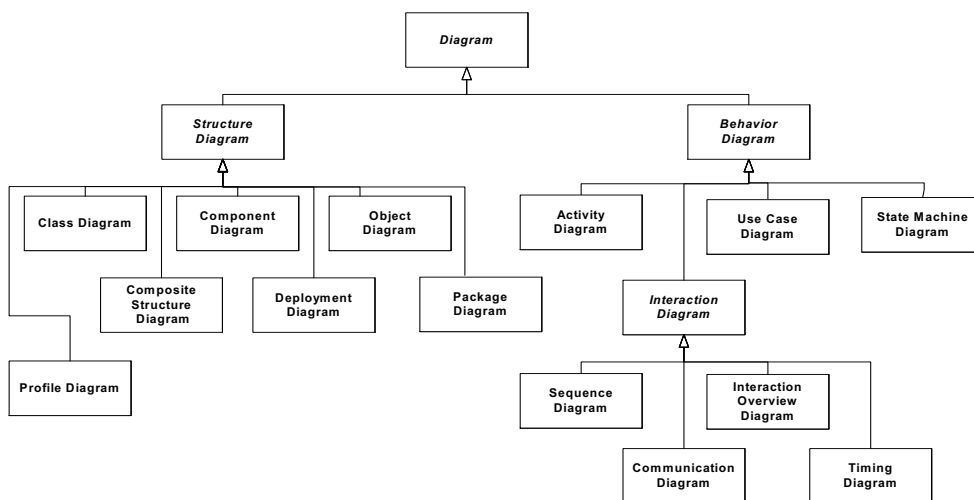 Diagram
Structure
Diagram
Behavior
Diagram
Class Diagram
Component
Diagram
Object
Diagram
Activity
Diagram
Use Case
Diagram
State Machine
Diagram
Composite
Structure
Diagram
Deployment
Diagram
Package
Diagram
Interaction
Diagram
Profile Diagram
Sequence
Diagram
Interaction
Overview
Diagram
Communication
Diagram
Timing
Diagram